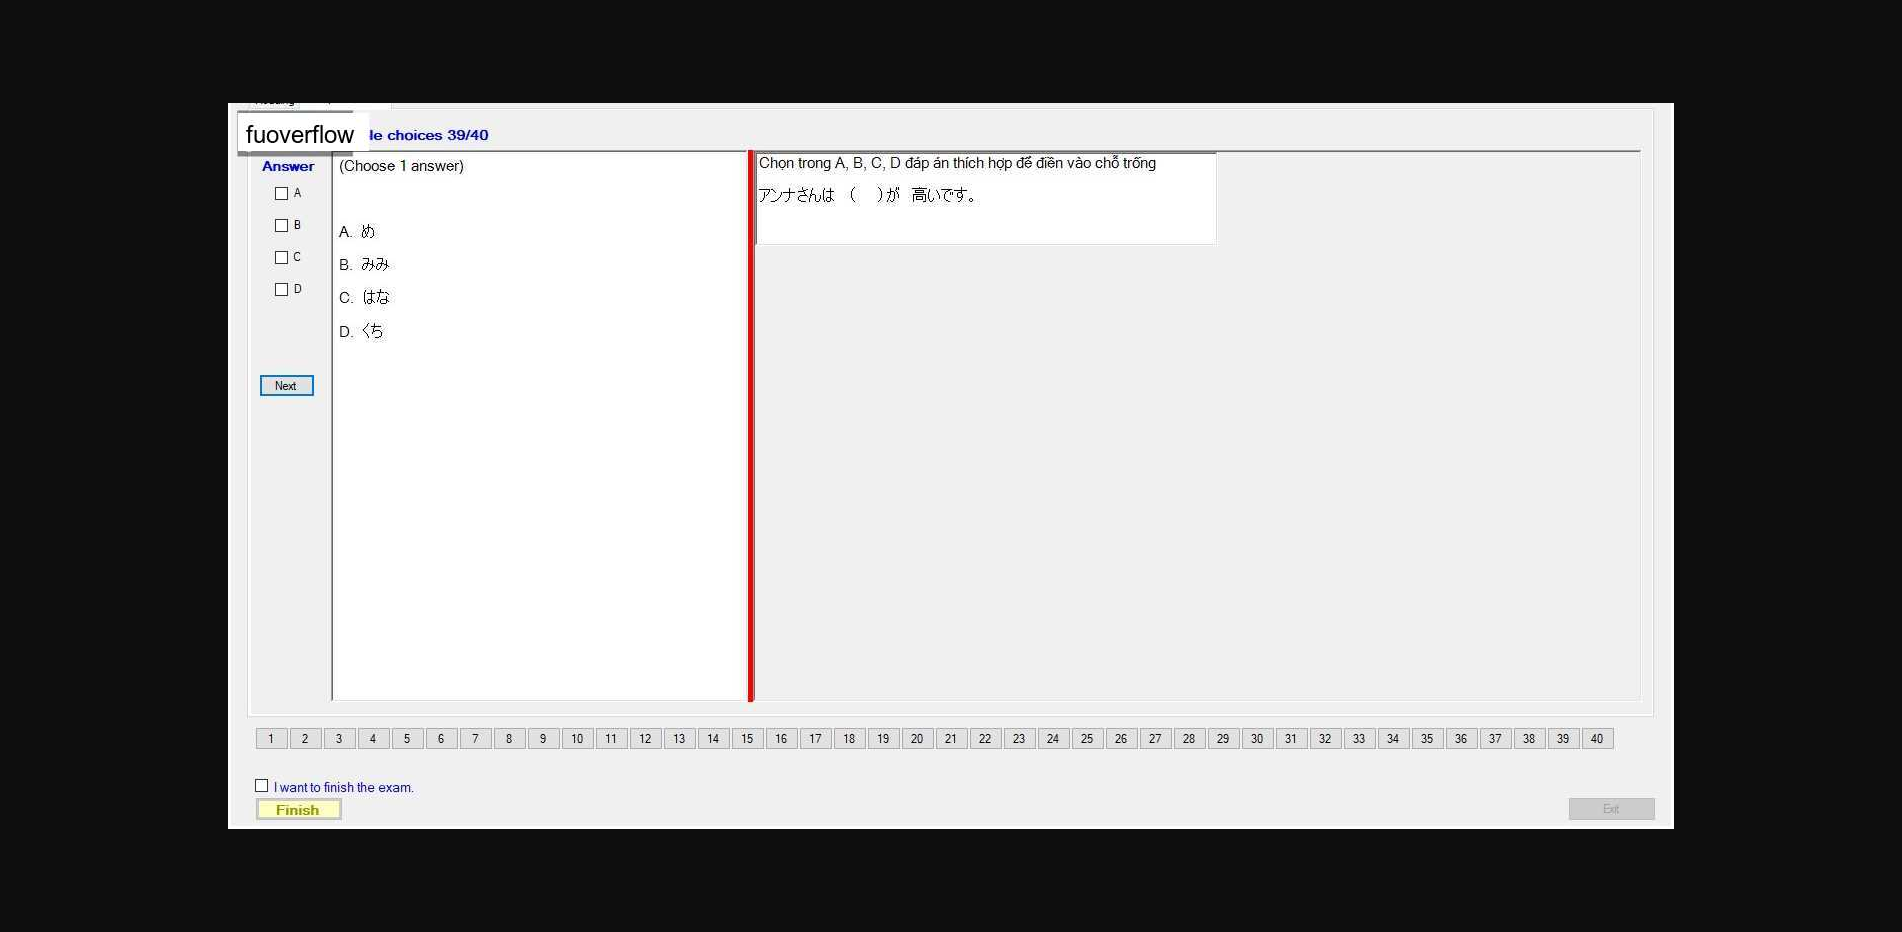 fuoverflow
le choices 39/40
Answer
A
B
C
D
Next
(Choose 1 answer)
A. め
B. みみ
C. はな
D. くち
Chọn trong A, B, C, D đáp án thích hợp để điền vào chỗ trống
アンナさんは ( )が 高いです。
1 2 3 4 5 6 7 8 9 10 11 12 13 14 15 16 17 18 19 20 21 22 23 24 25 26 27 28 29 30 31 32 33 34 35 36 37 38 39 40
I want to finish the exam.
Finish
Exit